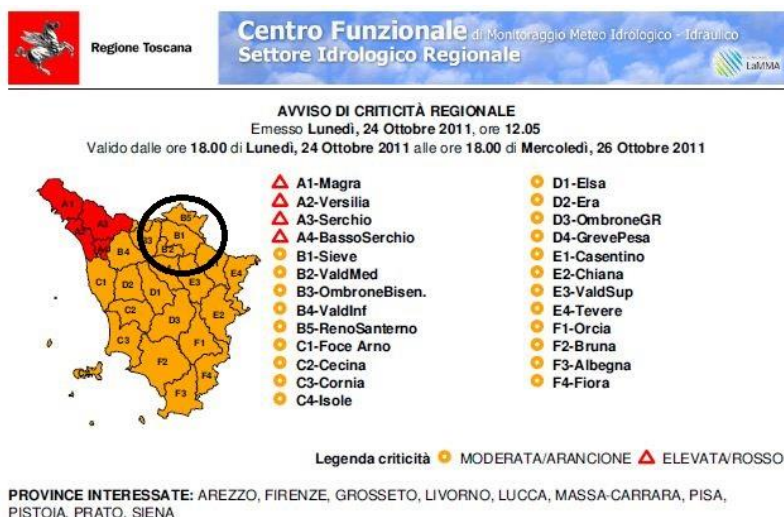 Regione Toscana
Centro Funzionale di Monitoraggio Meteo Idrologico - Idraulico
Settore Idrologico Regionale
LaMMA
AVVISO DI CRITICITÀ REGIONALE
Emesso Lunedì, 24 Ottobre 2011, ore 12.05
Valido dalle ore 18.00 di Lunedì, 24 Ottobre 2011 alle ore 18.00 di Mercoledì, 26 Ottobre 2011
A1
A3
B5
B1
B3
B2
B4
E4
E3
C1
D2
D1
C2
D3
E2
C3
F1
F2
F4
F3
A1-Magra
A2-Versilia
A3-Serchio
A4-BassoSerchio
B1-Sieve
B2-ValdMed
B3-OmbroneBisen.
B4-ValdInf
B5-RenoSanterno
C1-Foce Arno
C2-Cecina
C3-Cornia
C4-Isole
D1-Elsa
D2-Era
D3-OmbroneGR
D4-GrevePesa
E1-Casentino
E2-Chiana
E3-ValdSup
E4-Tevere
F1-Orcia
F2-Bruna
F3-Albegna
F4-Fiora
Legenda criticità MODERATA/ARANCIONE ELEVATA/ROSSO
PROVINCE INTERESSATE: AREZZO, FIRENZE, GROSSETO, LIVORNO, LUCCA, MASSA-CARRARA, PISA,
PISTOIA, PRATO, SIENA